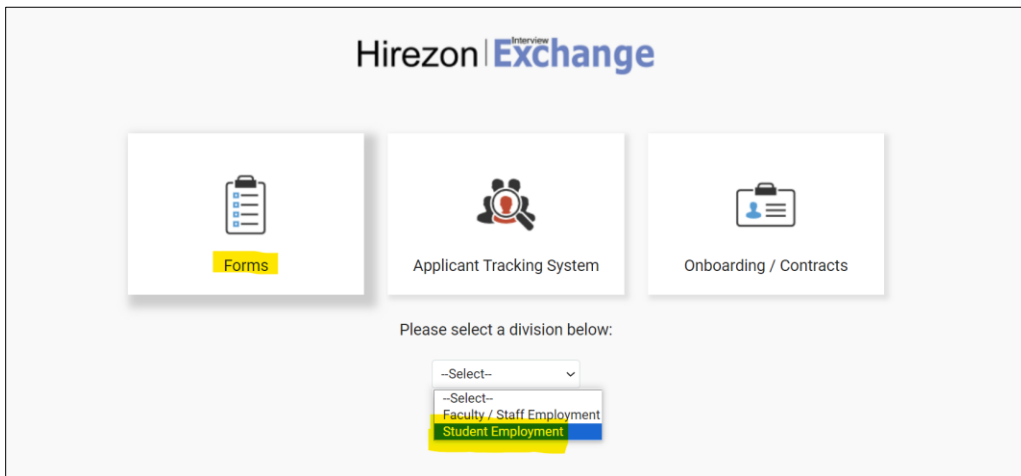 Hirezon Interview Exchange
Forms
Applicant Tracking System
Onboarding / Contracts
Please select a division below:
--Select--
--Select--
Faculty / Staff Employment
Student Employment